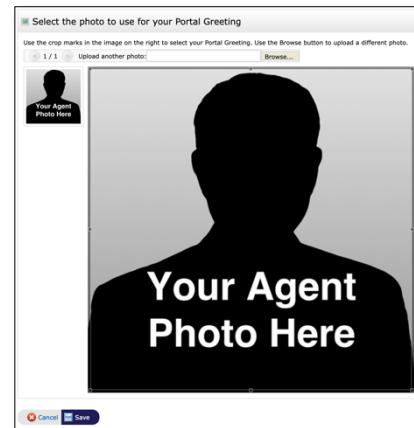 Select the photo to use for your Portal Greeting
Use the crop marks in the image on the right to select your Portal Greeting. Use the Browse button to upload a different photo.
1 / 1 Upload another photo: Browse...
Your Agent
Photo Here
Your Agent
Photo Here
Cancel Save